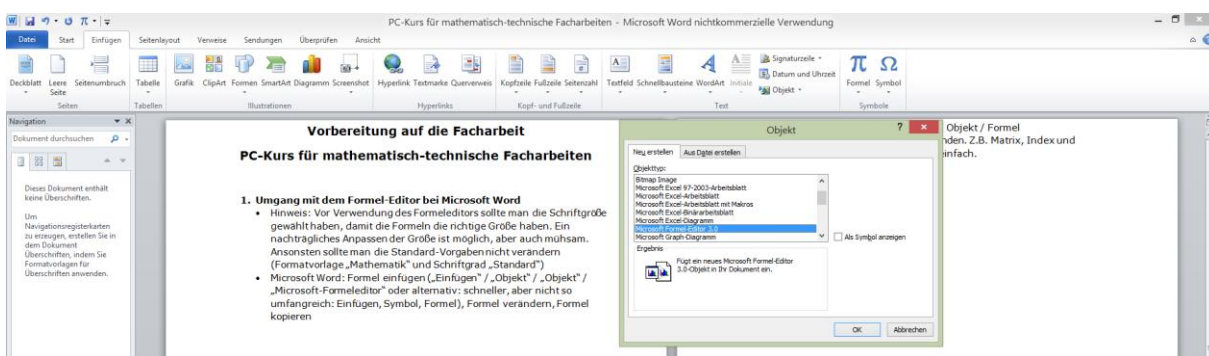 PC-Kurs für mathematisch-technische Facharbeiten - Microsoft Word nichtkommerzielle Verwendung
Datei Start Einfügen Seitenlayout Verweise Sendungen Überprüfen Ansicht
Deckblatt Leere Seite Seitenumbruch Tabelle Grafik ClipArt Formen SmartArt Diagramm Screenshot Hyperlink Textmarke Querverweis Kopfzeile Fußzeile Seitenzahl Textfeld Schnellbausteine WordArt Initiale Formel Symbol
Signaturzeile
Datum und Uhrzeit
Objekt
Seiten Tabellen Illustrationen Hyperlinks Kopf- und Fußzeile Text Symbole
Navigation
Dokument durchsuchen
Dieses Dokument enthält
keine Überschriften.
Um
Navigationsregisterkarten
zu erzeugen, erstellen Sie in
dem Dokument
Überschriften, indem Sie
Formatvorlagen für
Überschriften anwenden.
Vorbereitung auf die Facharbeit
PC-Kurs für mathematisch-technische Facharbeiten
1. Umgang mit dem Formel-Editor bei Microsoft Word
• Hinweis: Vor Verwendung des Formeleditors sollte man die Schriftgröße
gewählt haben, damit die Formeln die richtige Größe haben. Ein
nachträgliches Anpassen der Größe ist möglich, aber auch mühsam.
Ansonsten sollte man die Standard-Vorgaben nicht verändern
(Formatvorlage „Mathematik" und Schriftgrad „Standard")
• Microsoft Word: Formel einfügen („Einfügen" / „Objekt" / „Objekt" /
„Microsoft-Formeleditor" oder alternativ: schneller, aber nicht so
umfangreich: Einfügen, Symbol, Formel), Formel verändern, Formel
kopieren
Objekt
Neu erstellen Aus Datei erstellen
Objekttyp:
Bitmap Image
Microsoft Excel 97-2003-Arbeitsblatt
Microsoft Excel-Arbeitsblatt
Microsoft Excel-Arbeitsblatt mit Makros
Microsoft Excel-Binärarbeitsblatt
Microsoft Excel-Diagramm
Microsoft Formel-Editor 3.0
Microsoft Graph-Diagramm
Als Symbol anzeigen
Ergebnis
Fügt ein neues Microsoft Formel-Editor
3.0-Objekt in Ihr Dokument ein.
OK Abbrechen
Objekt / Formel
nden. Z.B. Matrix, Index und
infach.